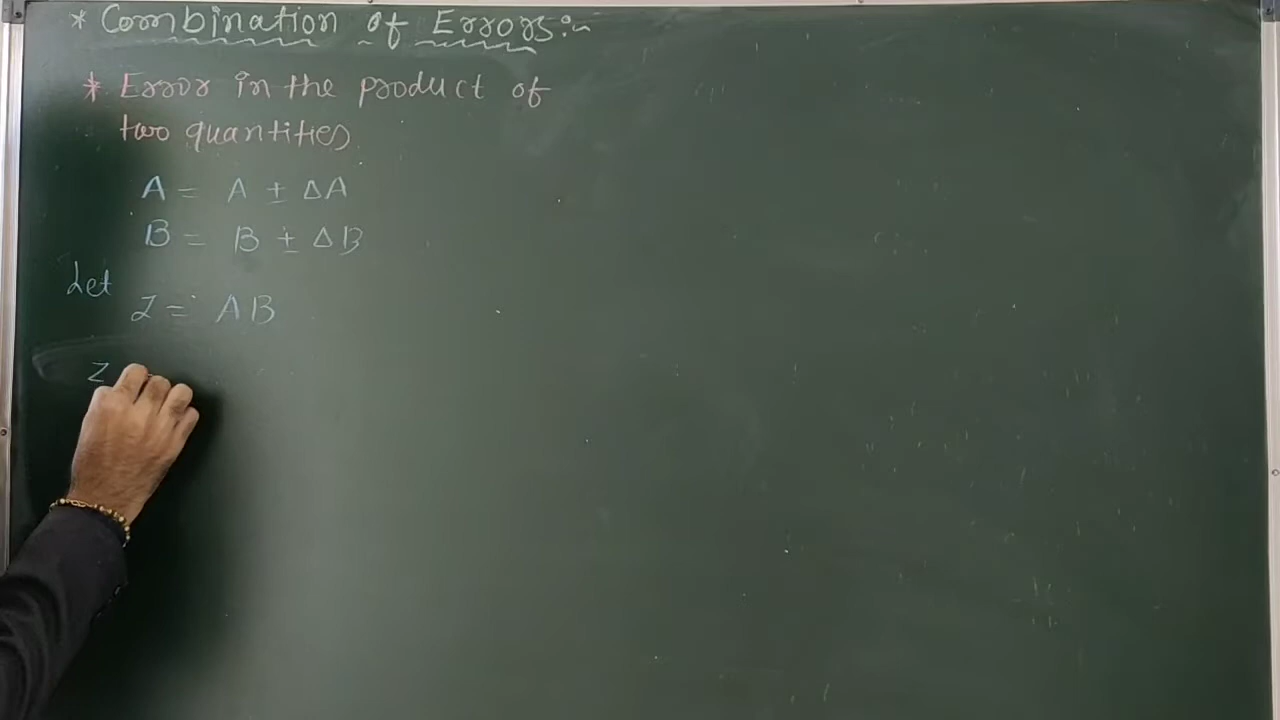 * Combination of Errors:-
* Error in the product of
two quantities
A = A ± ΔA
B = B ± ΔB
Let
Z = AB
Z